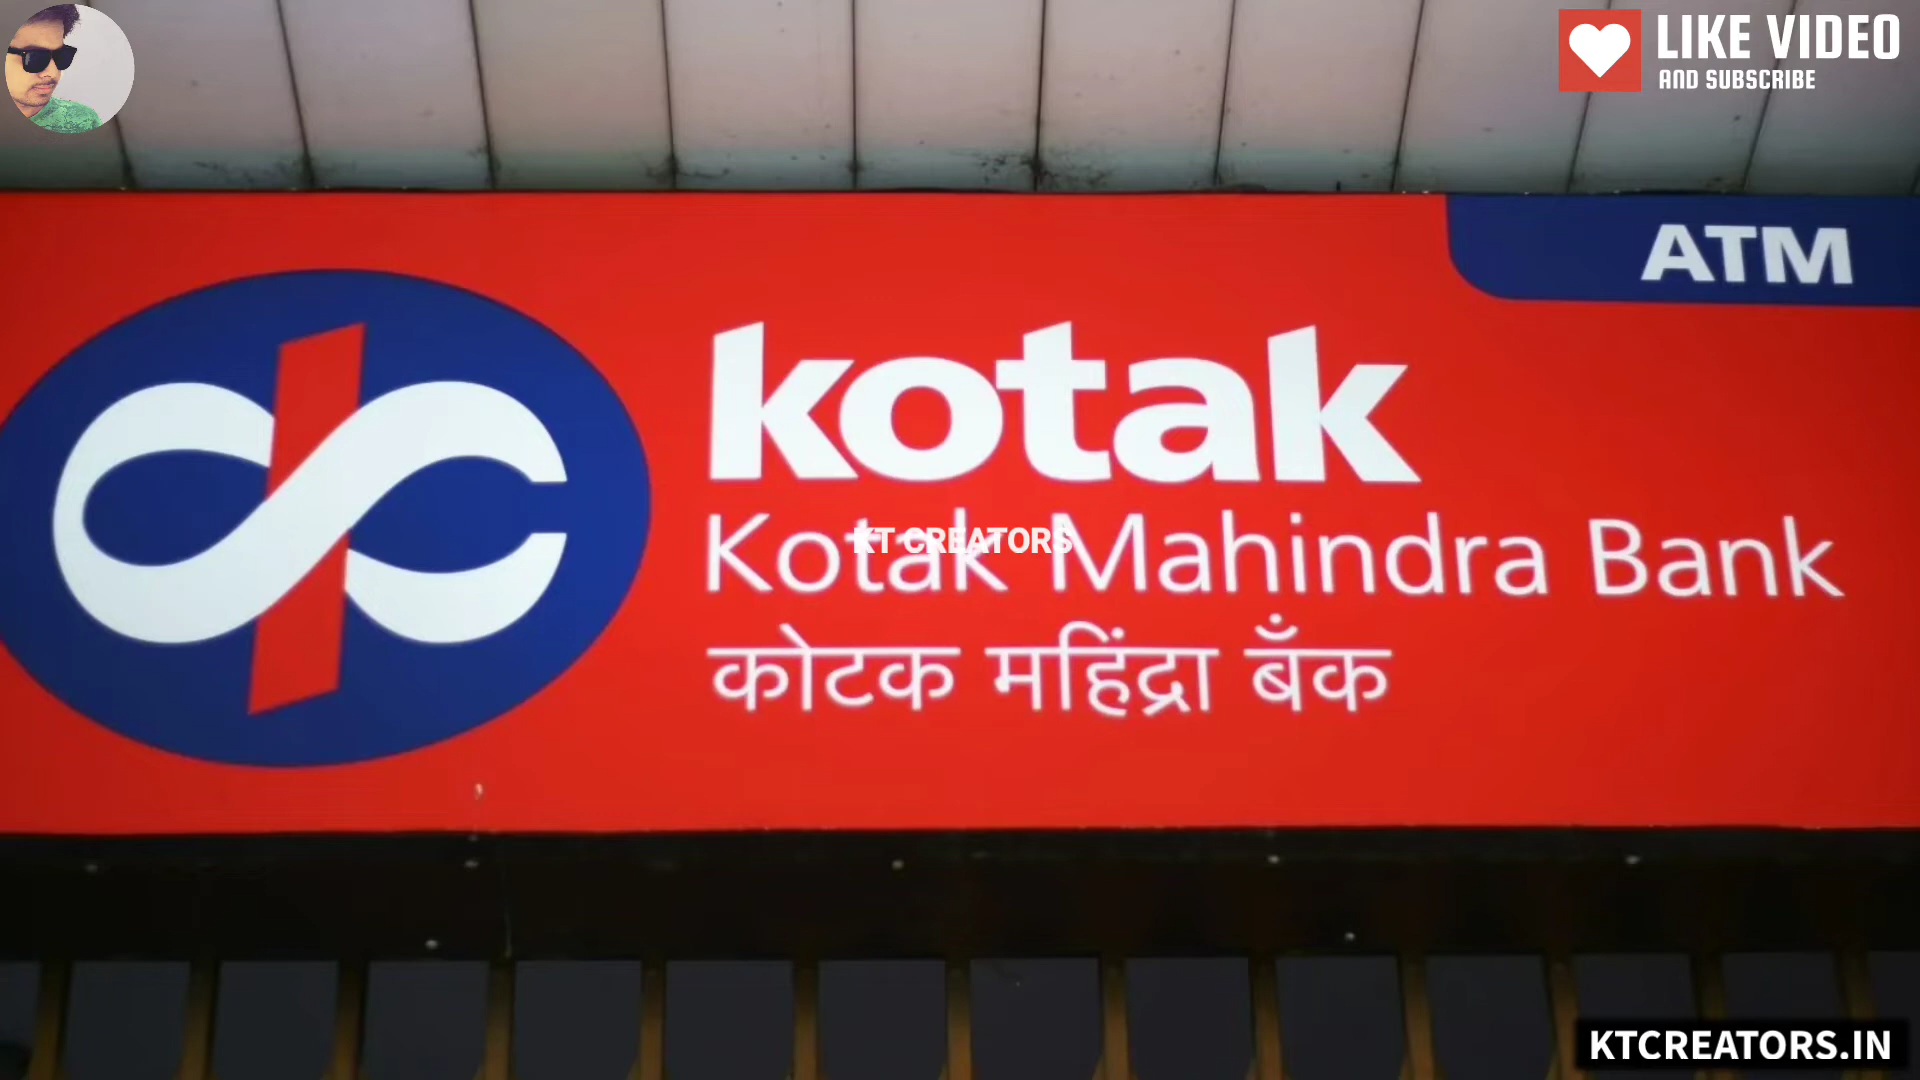 LIKE VIDEO
AND SUBSCRIBE
ATM
kotak
Kotak Mahindra Bank
KT CREATORS
कोटक महिंद्रा बँक
KTCREATORS.IN